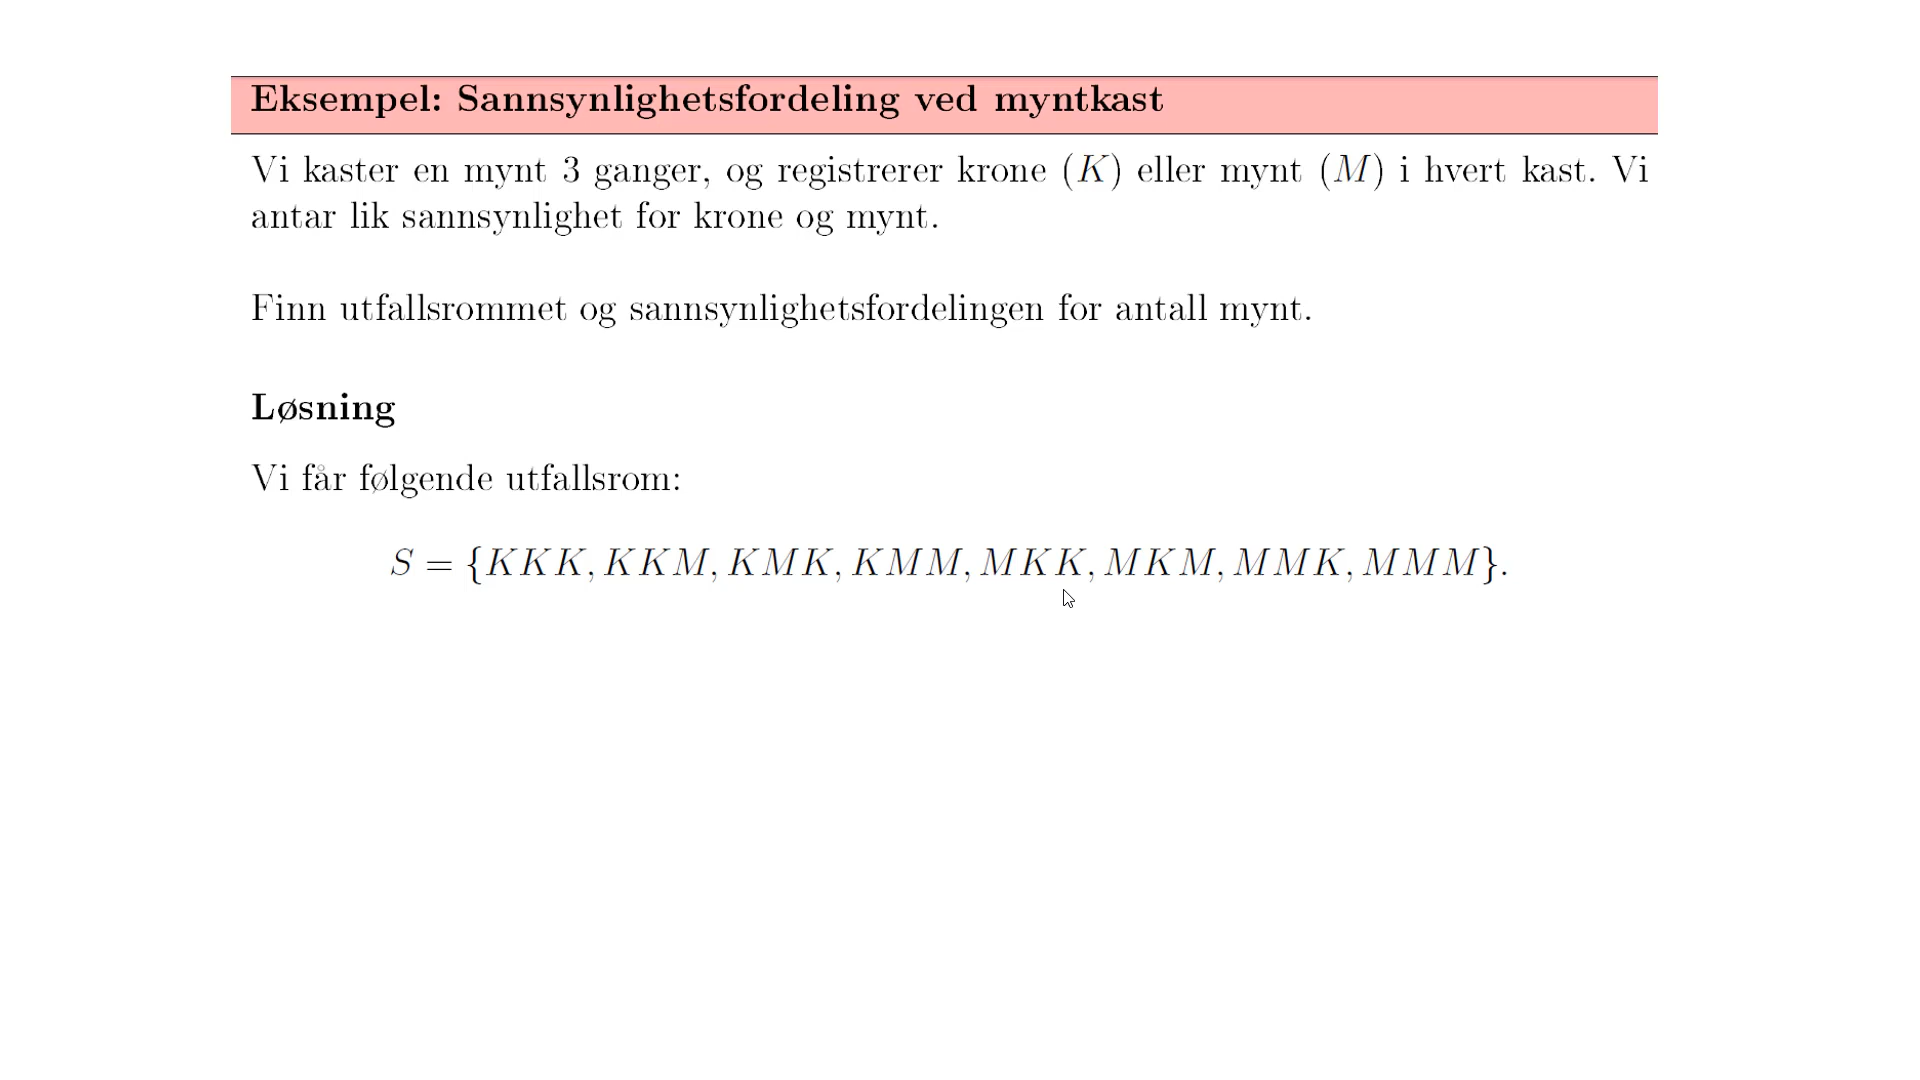 Eksempel: Sannsynlighetsfordeling ved myntkast
Vi kaster en mynt 3 ganger, og registrerer krone (K) eller mynt (M) i hvert kast. Vi
antar lik sannsynlighet for krone og mynt.
Finn utfallsrommet og sannsynlighetsfordelingen for antall mynt.
Løsning
Vi får følgende utfallsrom:
S = {KKK, KKM, KMK, KMM, MKK, MKM, MMK, MMM}.